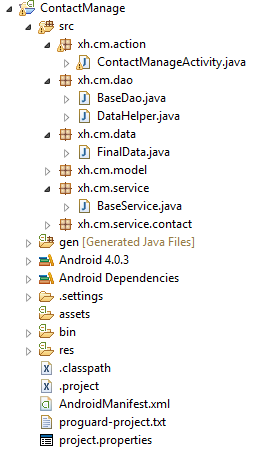 ContactManage
src
xh.cm.action
ContactManageActivity.java
xh.cm.dao
BaseDao.java
DataHelper.java
xh.cm.data
FinalData.java
xh.cm.model
xh.cm.service
BaseService.java
xh.cm.service.contact
gen [Generated Java Files]
Android 4.0.3
Android Dependencies
.settings
assets
bin
res
.classpath
.project
AndroidManifest.xml
proguard-project.txt
project.properties